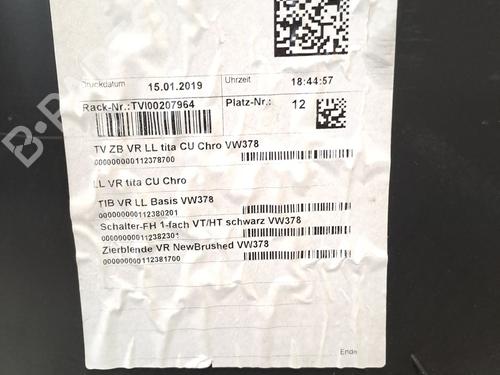 Druckdatum 15.01.2019 Uhrzeit 18:44:57
Rack-Nr.:TVI00207964 Platz-Nr.: 12
TV ZB VR LL tita CU Chro VW378
000000000112378700
LL VR tita CU Chro
TIB VR LL Basis VW378
000000000112380201
Schalter-FH 1-fach VT/HT schwarz VW378
000000000112382301
Zierblende VR NewBrushed VW378
000000000112381700
Ende